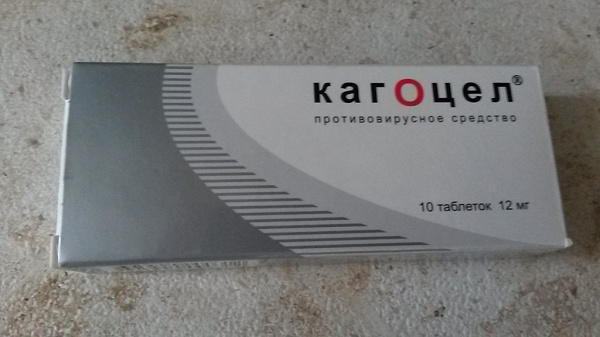 кагОцел®
противовирусное средство
10 таблеток 12 мг